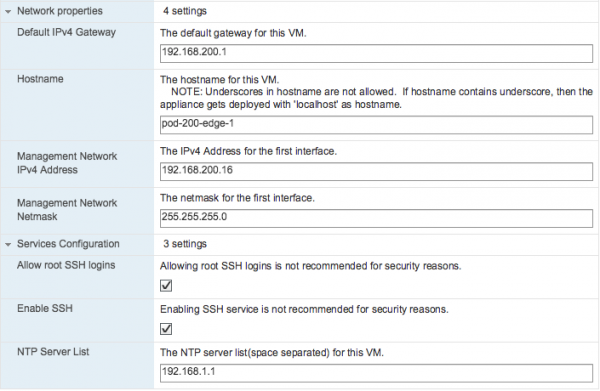 Network properties 4 settings
Default IPv4 Gateway The default gateway for this VM.
192.168.200.1
Hostname The hostname for this VM.
NOTE: Underscores in hostname are not allowed. If hostname contains underscore, then the
appliance gets deployed with 'localhost' as hostname.
pod-200-edge-1
Management Network The IPv4 Address for the first interface.
IPv4 Address 192.168.200.16
Management Network The netmask for the first interface.
Netmask 255.255.255.0
Services Configuration 3 settings
Allow root SSH logins Allowing root SSH logins is not recommended for security reasons.
Enable SSH Enabling SSH service is not recommended for security reasons.
NTP Server List The NTP server list(space separated) for this VM.
192.168.1.1